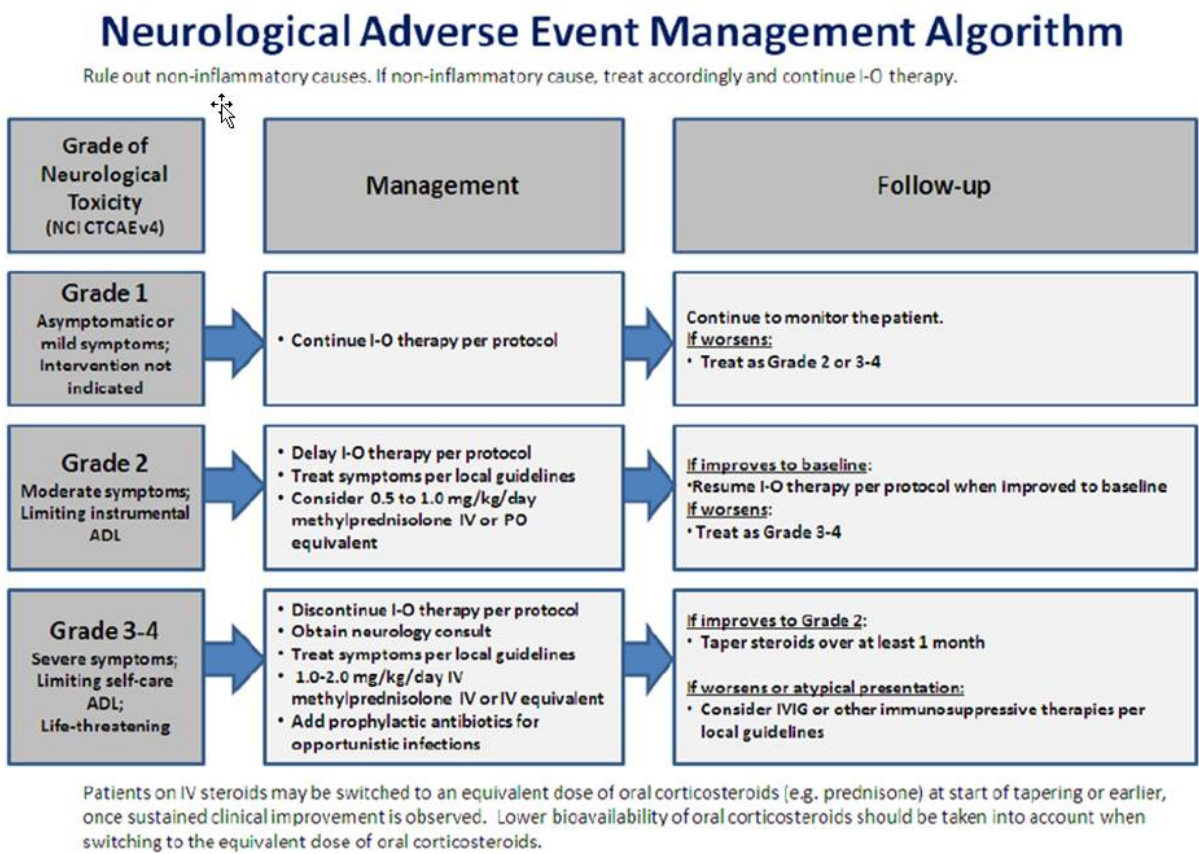 Neurological Adverse Event Management Algorithm
Rule out non-inflammatory causes. If non-inflammatory cause, treat accordingly and continue I-O therapy.
Grade of
Neurological
Toxicity
(NCI CTCAEv4)
Management
Follow-up
Grade 1
Asymptomatic or
mild symptoms;
Intervention not
indicated
• Continue I-O therapy per protocol
Continue to monitor the patient.
If worsens:
• Treat as Grade 2 or 3-4
Grade 2
Moderate symptoms;
Limiting instrumental
ADL
• Delay I-O therapy per protocol
• Treat symptoms per local guidelines
• Consider 0.5 to 1.0 mg/kg/day
methylprednisolone IV or PO
equivalent
If improves to baseline:
•Resume I-O therapy per protocol when improved to baseline
If worsens:
• Treat as Grade 3-4
Grade 3-4
Severe symptoms;
Limiting self-care
ADL;
Life-threatening
• Discontinue I-O therapy per protocol
• Obtain neurology consult
• Treat symptoms per local guidelines
• 1.0-2.0 mg/kg/day IV
methylprednisolone IV or IV equivalent
• Add prophylactic antibiotics for
opportunistic infections
If improves to Grade 2:
• Taper steroids over at least 1 month
If worsens or atypical presentation:
• Consider IVIG or other immunosuppressive therapies per
local guidelines
Patients on IV steroids may be switched to an equivalent dose of oral corticosteroids (e.g. prednisone) at start of tapering or earlier,
once sustained clinical improvement is observed. Lower bioavailability of oral corticosteroids should be taken into account when
switching to the equivalent dose of oral corticosteroids.